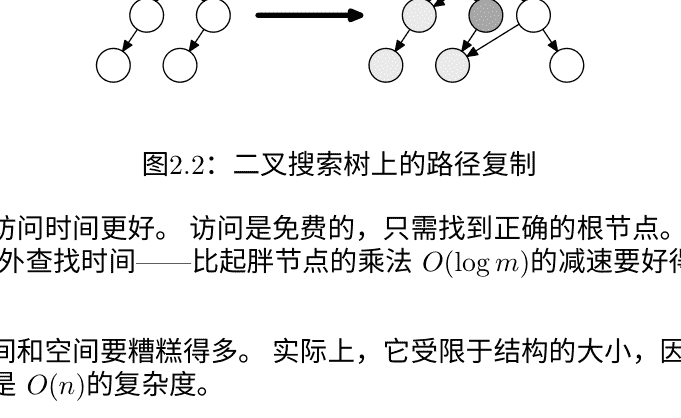 图2.2：二叉搜索树上的路径复制
访问时间更好。 访问是免费的，只需找到正确的根节点。
外查找时间——比起胖节点的乘法 O(log m)的减速要好得
间和空间要糟糕得多。 实际上，它受限于结构的大小，因
是 O(n)的复杂度。